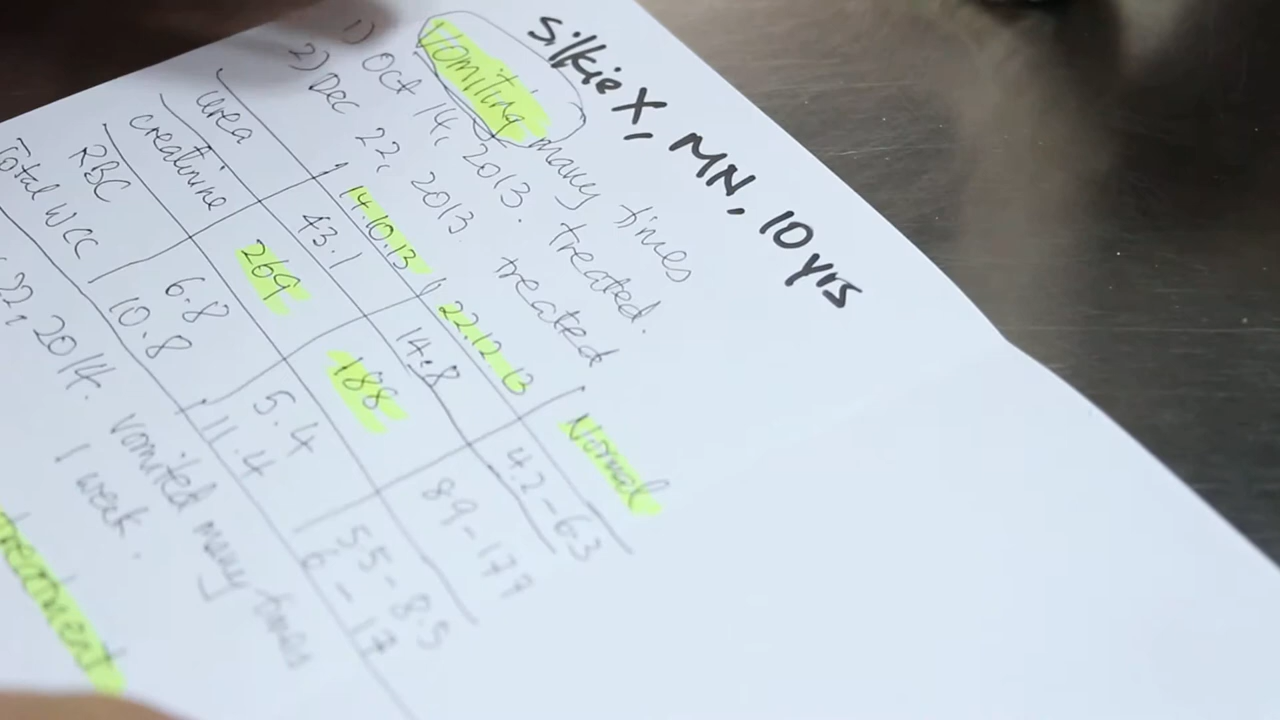 Silkie X, MN, 10 yrs
Vomiting many times
1) Oct 14, 2013. treated.
2) Dec 22, 2013 treated
14.10.13 22.12.13 Normal
urea 43.1 14.8 4.2-6.3
creatinine 269 188 89-177
RBC 6.8 5.4 5.5-8.5
Total WCC 10.8 11.4 6-17
22, 2014. vomited many times
1 week.
treatment